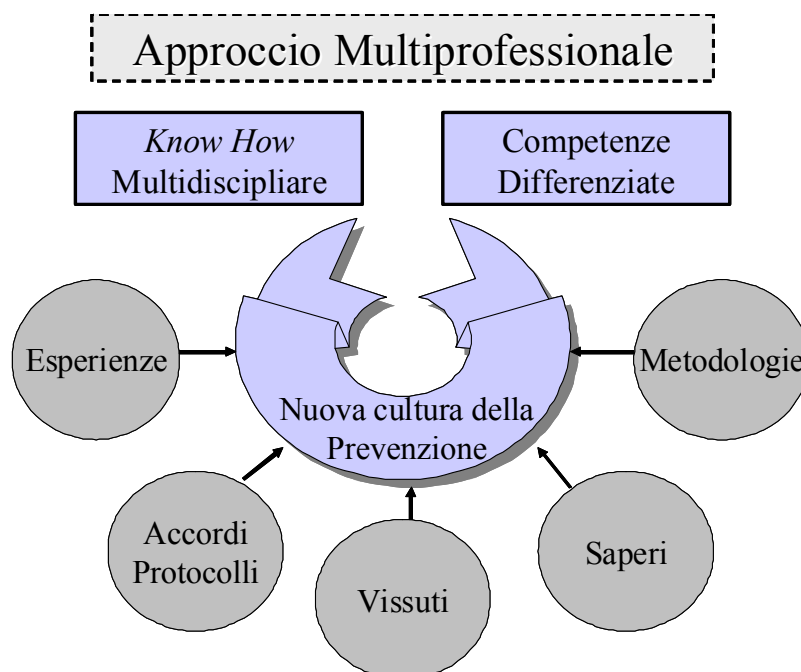 Approccio Multiprofessionale
Know How
Multidiscipliare
Competenze
Differenziate
Esperienze
Metodologie
Nuova cultura della
Prevenzione
Accordi
Protocolli
Vissuti
Saperi